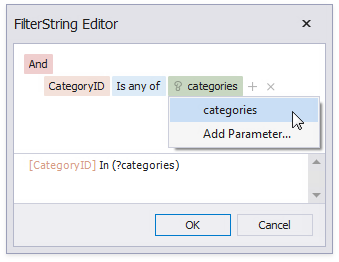 FilterString Editor
And
CategoryID Is any of categories
categories
Add Parameter...
[CategoryID] In (?categories)
OK Cancel